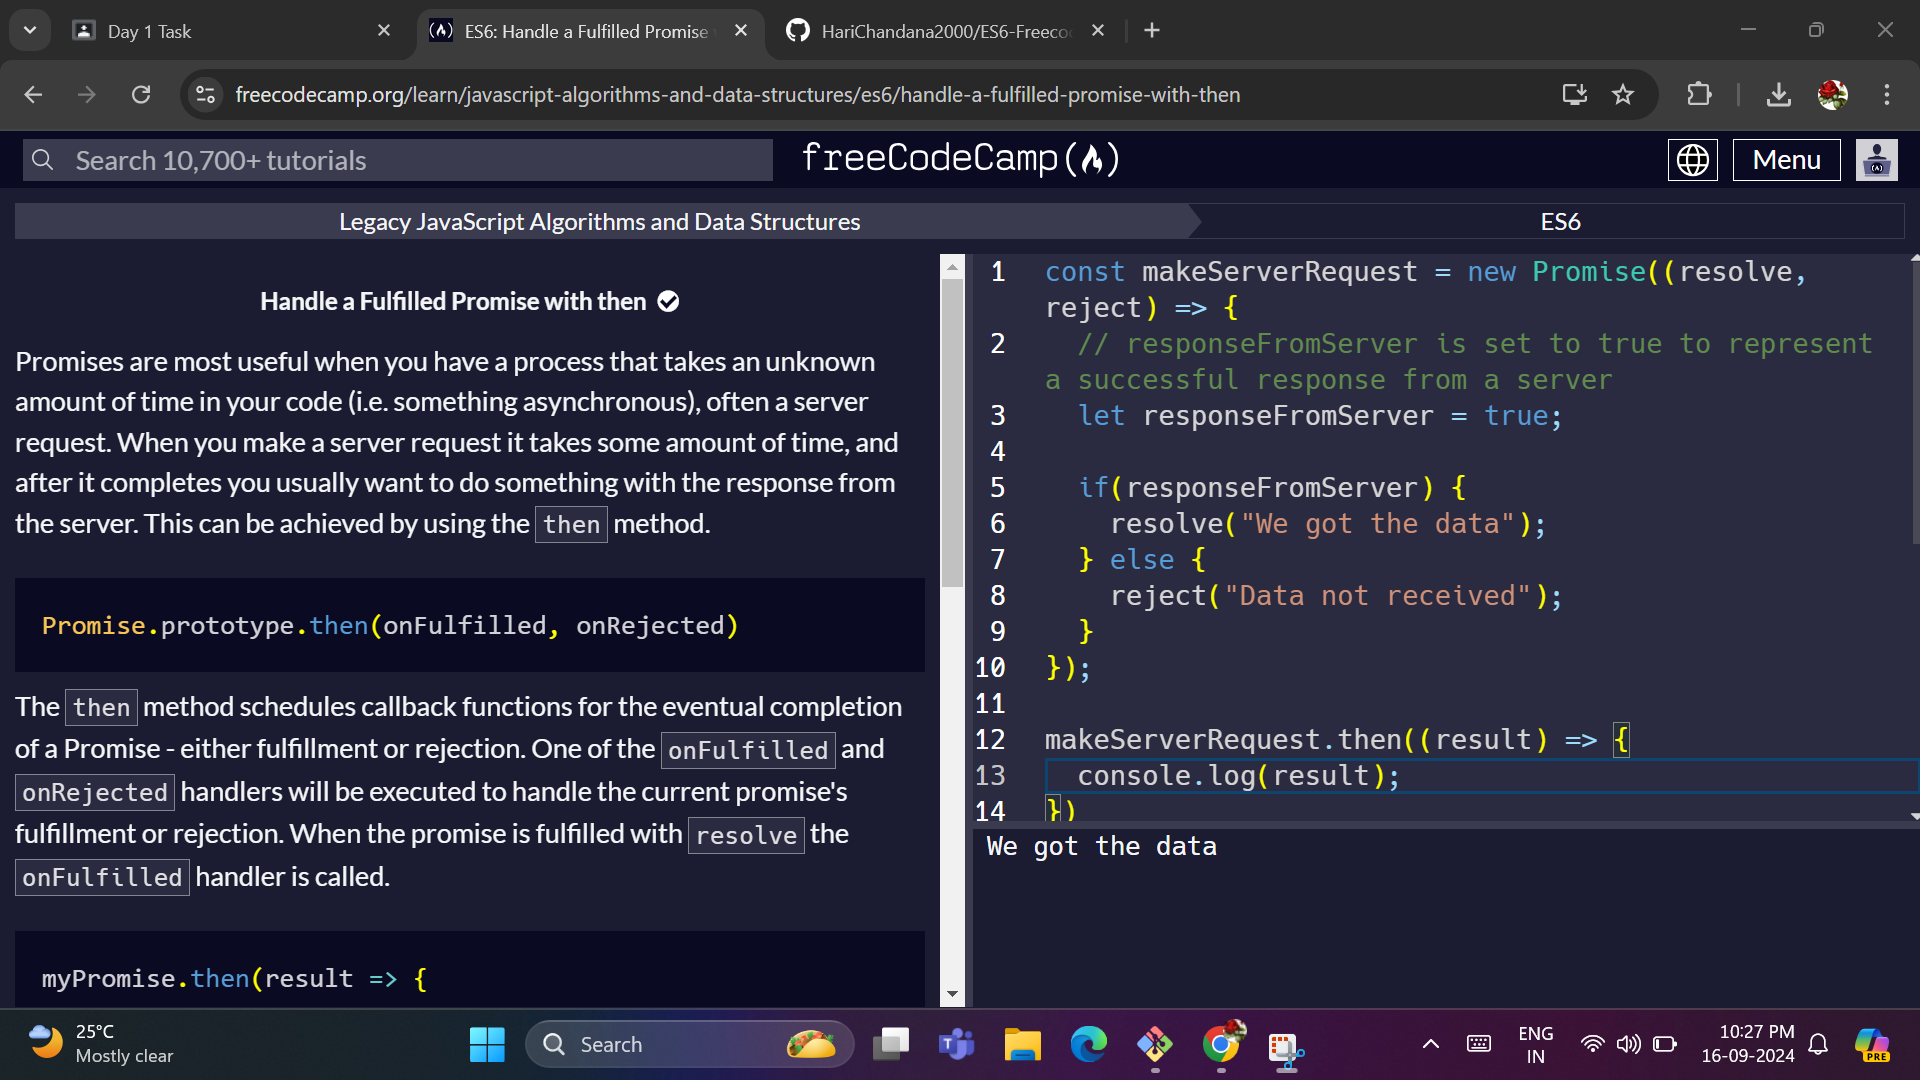 Day 1 Task
ES6: Handle a Fulfilled Promise
HariChandana2000/ES6-Freeco
freecodecamp.org/learn/javascript-algorithms-and-data-structures/es6/handle-a-fulfilled-promise-with-then
Search 10,700+ tutorials
freeCodeCamp
Menu
Legacy JavaScript Algorithms and Data Structures
ES6
Handle a Fulfilled Promise with then
Promises are most useful when you have a process that takes an unknown
amount of time in your code (i.e. something asynchronous), often a server
request. When you make a server request it takes some amount of time, and
after it completes you usually want to do something with the response from
the server. This can be achieved by using the then method.
Promise.prototype.then(onFulfilled, onRejected)
The then method schedules callback functions for the eventual completion
of a Promise - either fulfillment or rejection. One of the onFulfilled and
onRejected handlers will be executed to handle the current promise's
fulfillment or rejection. When the promise is fulfilled with resolve the
onFulfilled handler is called.
myPromise.then(result => {
1 const makeServerRequest = new Promise((resolve,
reject) => {
2 // responseFromServer is set to true to represent
a successful response from a server
3 let responseFromServer = true;
4
5 if(responseFromServer) {
6 resolve("We got the data");
7 } else {
8 reject("Data not received");
9 }
10 });
11
12 makeServerRequest.then((result) => {
13 console.log(result);
14 })
We got the data
25°C
Mostly clear
Search
ENG
IN
10:27 PM
16-09-2024
PRE